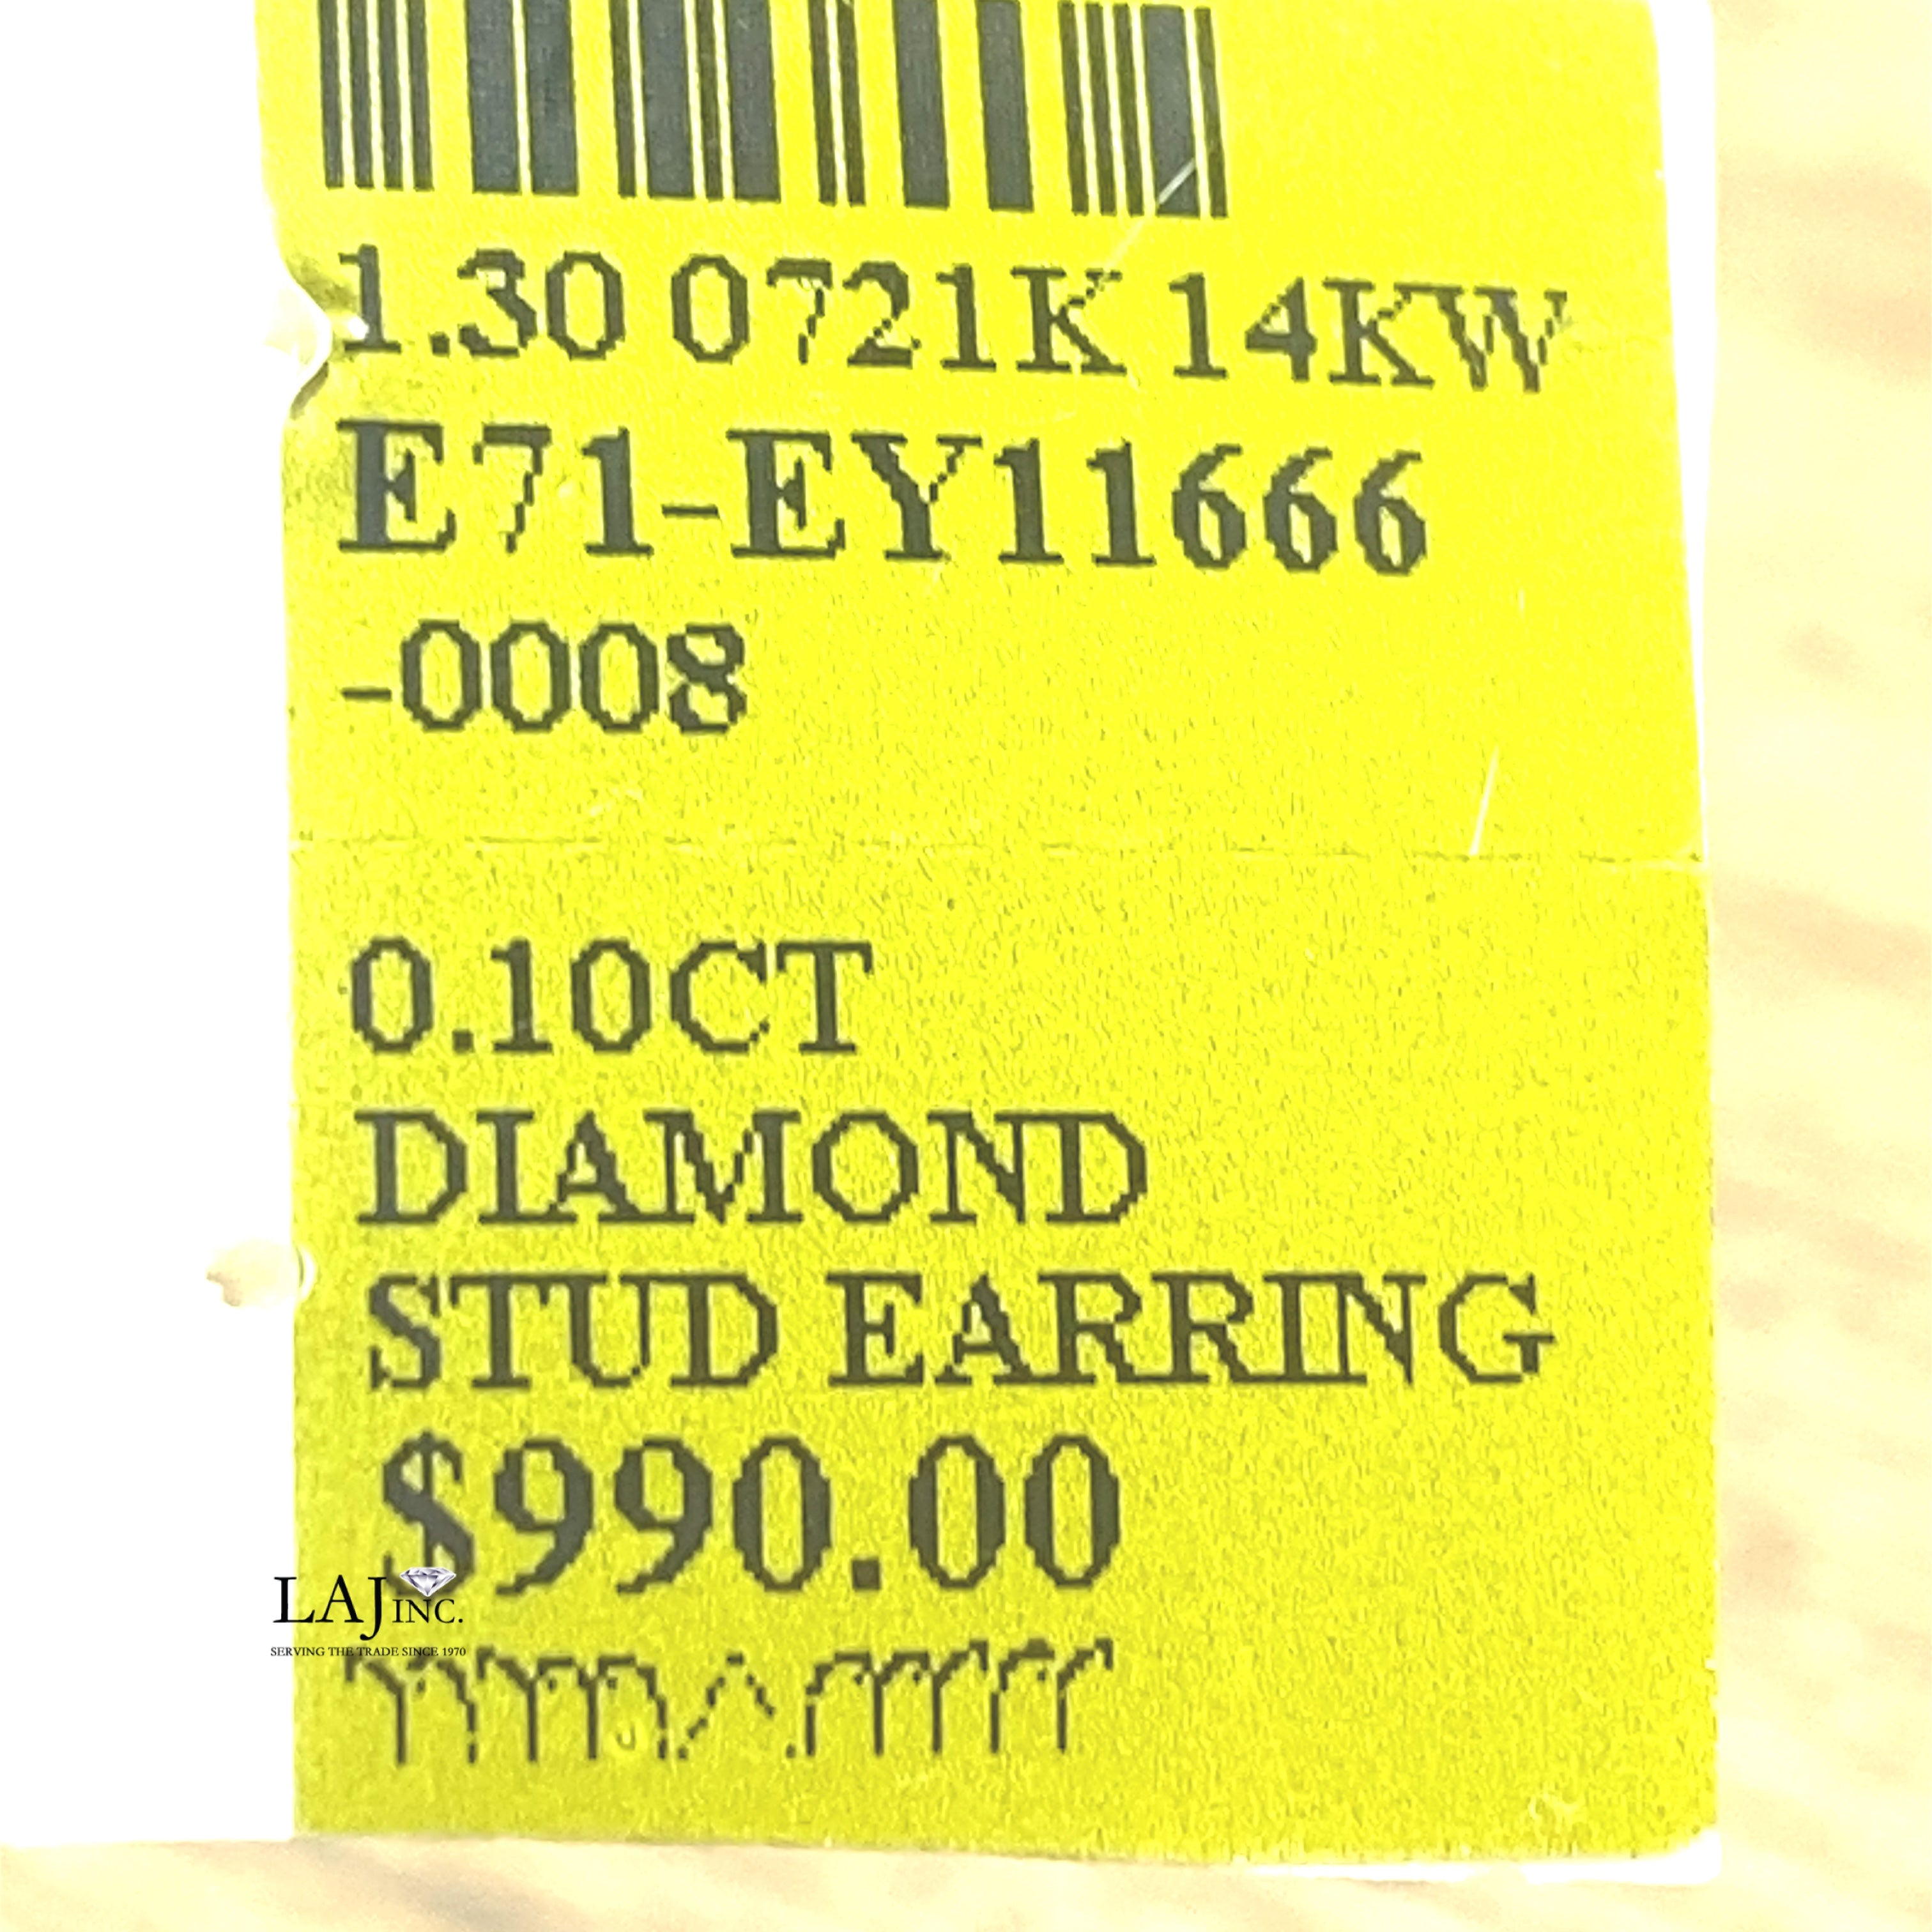 1.30 0721K 14KW
E71-EY11666
-0008
0.10CT
DIAMOND
STUD EARRING
$990.00
LAJ INC.
SERVING THE TRADE SINCE 1970